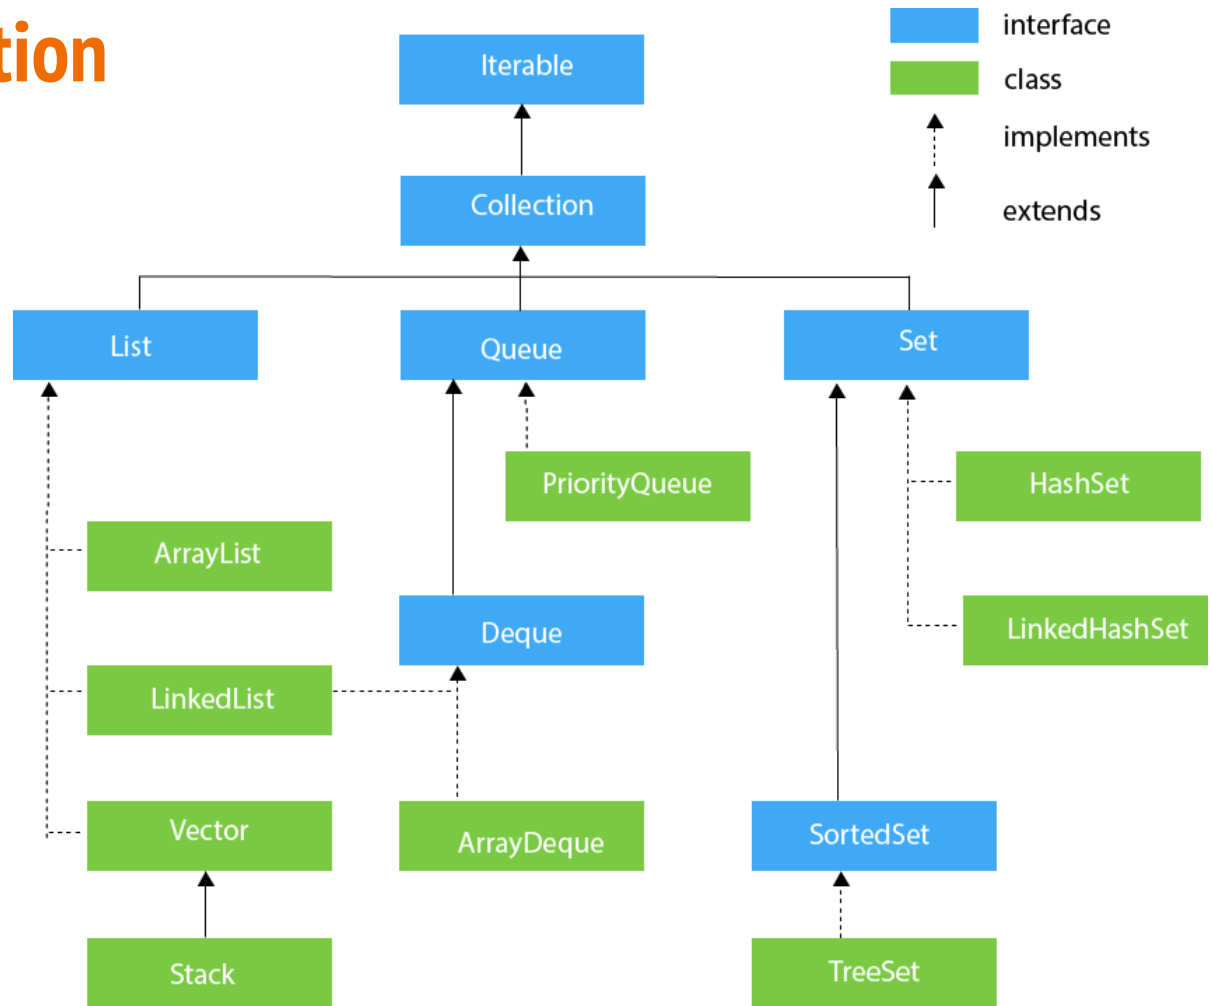 tion
interface
class
implements
extends
Iterable
Collection
List
Queue
Set
PriorityQueue
HashSet
ArrayList
Deque
LinkedHashSet
LinkedList
Vector
ArrayDeque
SortedSet
Stack
TreeSet